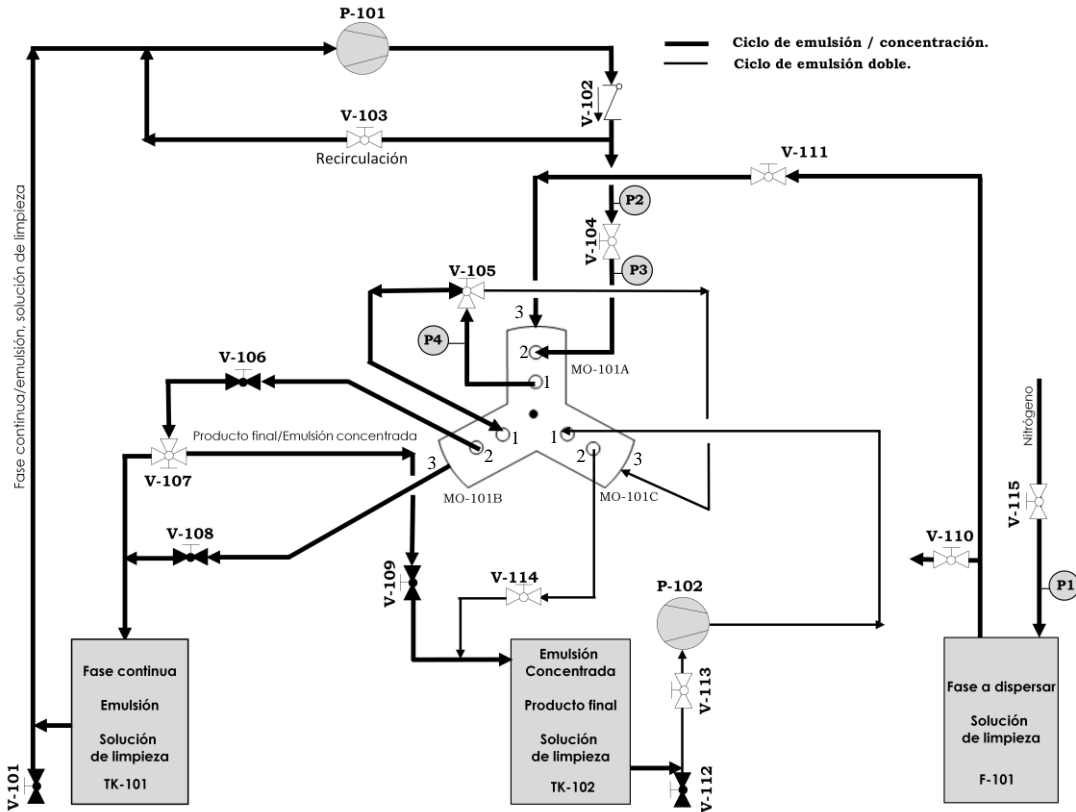 P-101
Ciclo de emulsión / concentración.
Ciclo de emulsión doble.
V-102
V-103
Recirculación
V-111
P2
V-104
P3
V-105
P4
3
2
1
MO-101A
V-106
Producto final/Emulsión concentrada
V-107
1
2
3
MO-101B
1
2
3
MO-101C
Fase continua/emulsión, solución de limpieza
Nitrógeno
V-115
V-108
V-109
V-114
P-102
V-110
P1
V-113
Fase continua
Emulsión
Solución
de limpieza
TK-101
V-101
Emulsión
Concentrada
Producto final
Solución
de limpieza
TK-102
V-112
Fase a dispersar
Solución
de limpieza
F-101